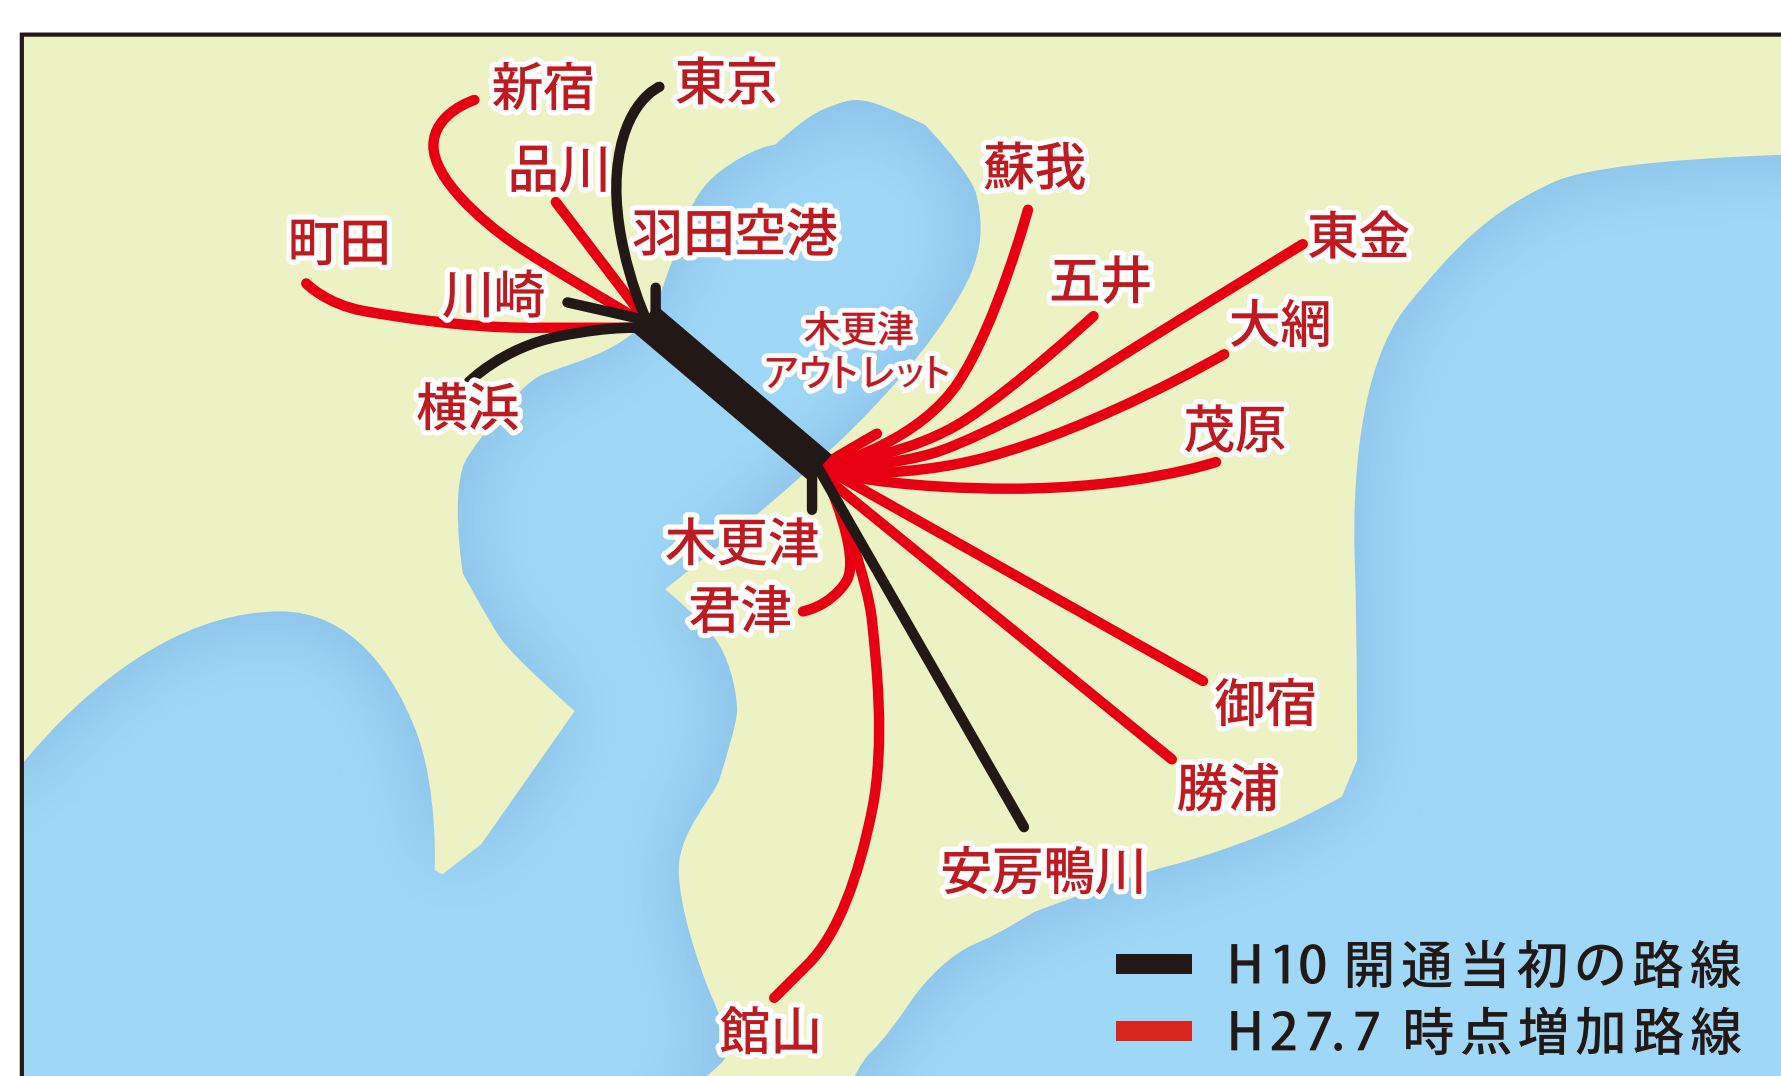 新宿
東京
品川
蘇我
羽田空港
東金
町田
五井
川崎
大網
木更津
アウトレット
横浜
茂原
木更津
君津
御宿
勝浦
安房鴨川
館山
H10 開通当初の路線
H27.7 時点増加路線